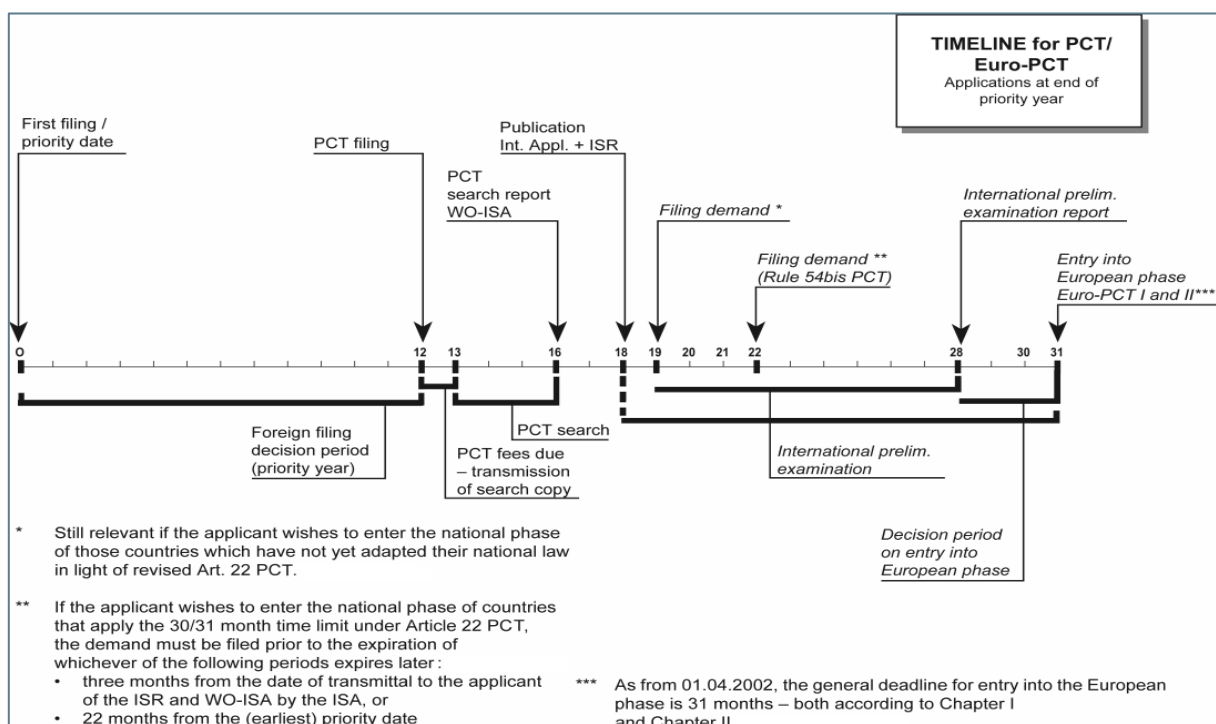 TIMELINE for PCT/
Euro-PCT
Applications at end of
priority year
First filing /
priority date
PCT filing
Publication
Int. Appl. + ISR
PCT
search report
WO-ISA
Filing demand *
Filing demand **
(Rule 54bis PCT)
International prelim.
examination report
Entry into
European phase
Euro-PCT I and II***
O 12 13 16 18 19 20 21 22 28 30 31
Foreign filing
decision period
(priority year)
PCT fees due
– transmission
of search copy
PCT search
International prelim.
examination
Decision period
on entry into
European phase
* Still relevant if the applicant wishes to enter the national phase
of those countries which have not yet adapted their national law
in light of revised Art. 22 PCT.
** If the applicant wishes to enter the national phase of countries
that apply the 30/31 month time limit under Article 22 PCT,
the demand must be filed prior to the expiration of
whichever of the following periods expires later :
• three months from the date of transmittal to the applicant
of the ISR and WO-ISA by the ISA, or
• 22 months from the (earliest) priority date
*** As from 01.04.2002, the general deadline for entry into the European
phase is 31 months – both according to Chapter I
and Chapter II